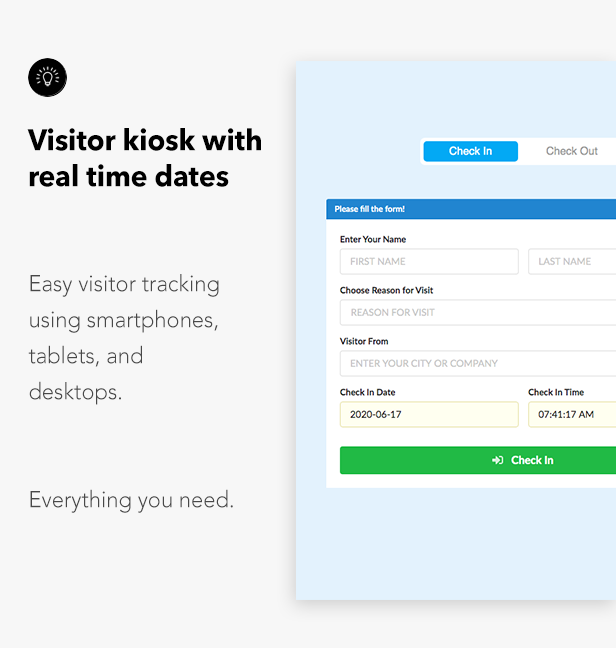 Visitor kiosk with
real time dates
Easy visitor tracking
using smartphones,
tablets, and
desktops.
Everything you need.
Check In
Check Out
Please fill the form!
Enter Your Name
FIRST NAME
LAST NAME
Choose Reason for Visit
REASON FOR VISIT
Visitor From
ENTER YOUR CITY OR COMPANY
Check In Date
Check In Time
2020-06-17
07:41:17 AM
Check In